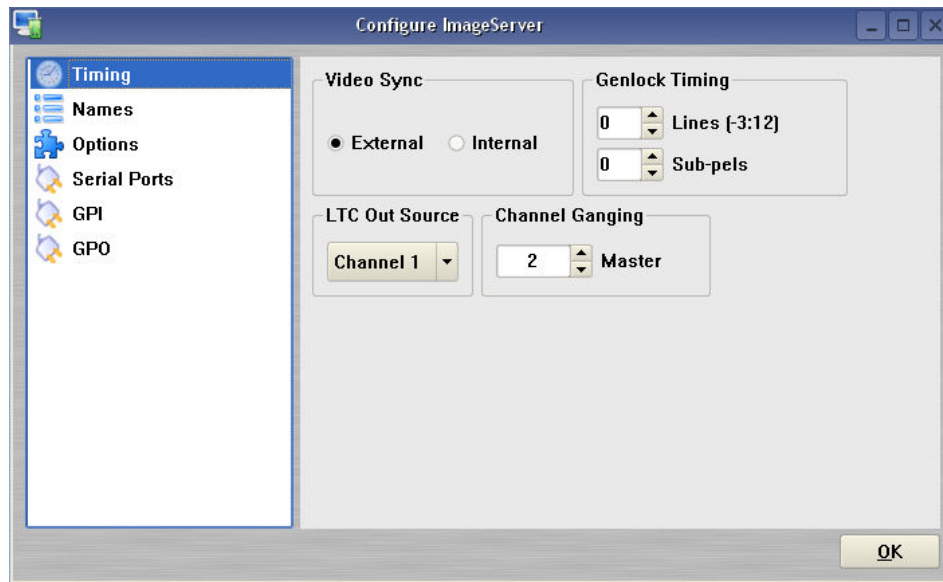 Configure ImageServer
Timing
Names
Options
Serial Ports
GPI
GPO
Video Sync
External Internal
Genlock Timing
0 Lines (-3:12)
0 Sub-pels
LTC Out Source
Channel 1
Channel Ganging
2 Master
OK